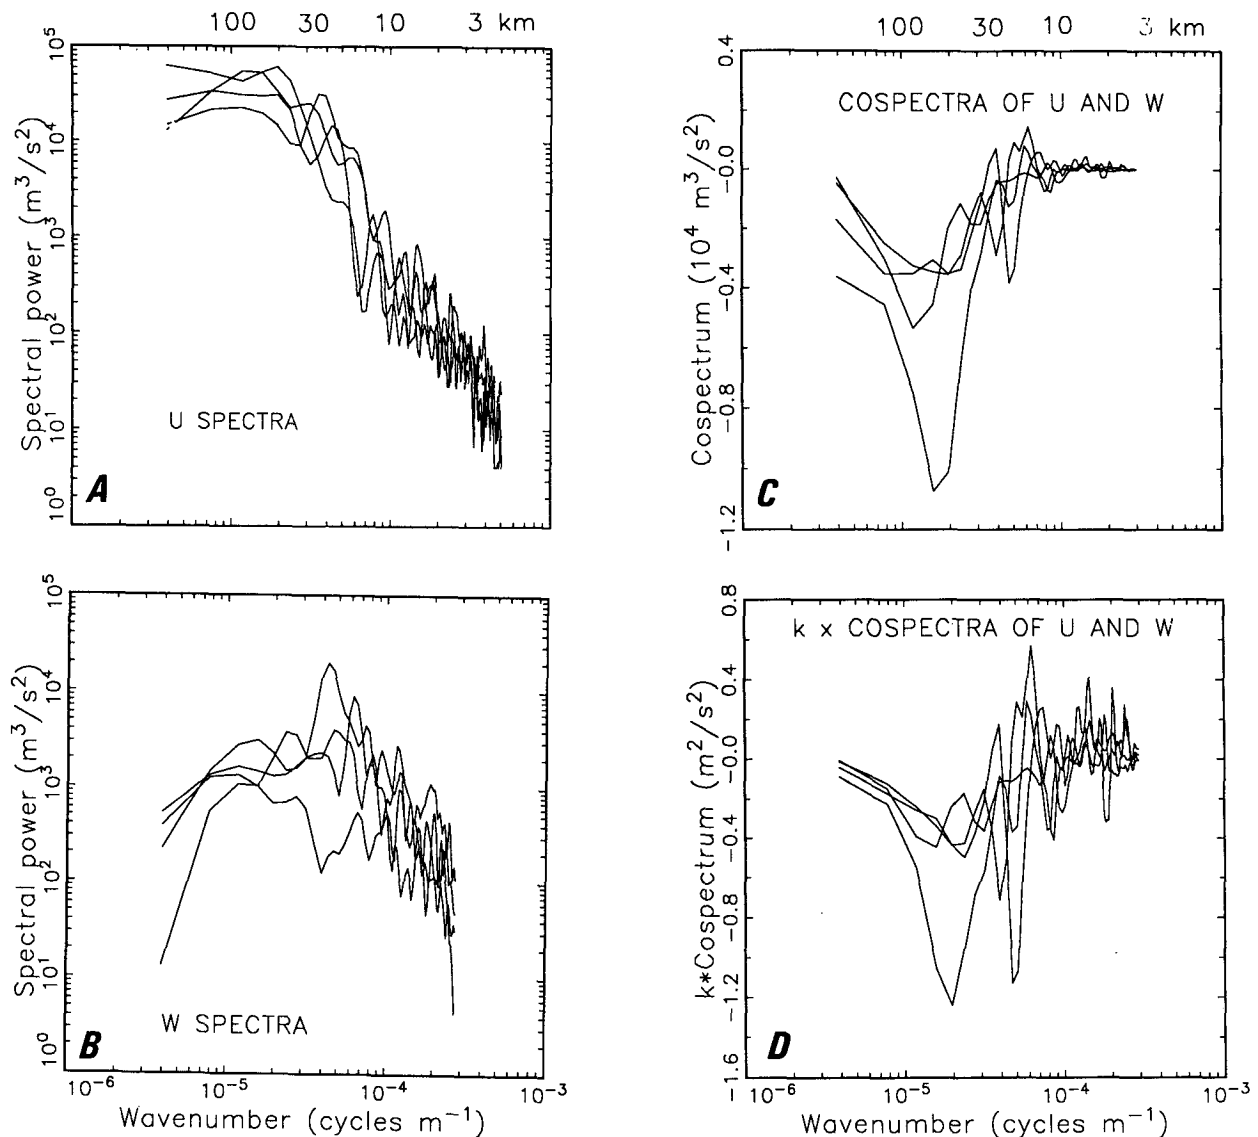 100 30 10 3 km
10⁵
10⁴
10³
10²
10¹
10⁰
Spectral power (m³/s²)
U SPECTRA
A
100 30 10 3 km
0.4
-0.0
-0.4
-0.8
-1.2
Cospectrum (10⁴ m³/s²)
COSPECTRA OF U AND W
C
10⁵
10⁴
10³
10²
10¹
10⁰
Spectral power (m³/s²)
W SPECTRA
B
10⁻⁶ 10⁻⁵ 10⁻⁴ 10⁻³
Wavenumber (cycles m⁻¹)
0.8
0.4
-0.0
-0.4
-0.8
-1.2
-1.6
k*Cospectrum (m²/s²)
k x COSPECTRA OF U AND W
D
10⁻⁶ 10⁻⁵ 10⁻⁴ 10⁻³
Wavenumber (cycles m⁻¹)